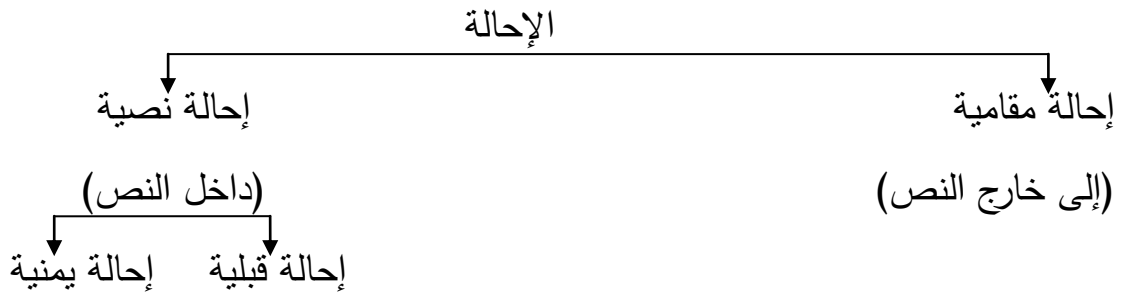 الإحالة
إحالة مقامية إحالة نصية
(إلى خارج النص) (داخل النص)
إحالة قبلية إحالة يمنية